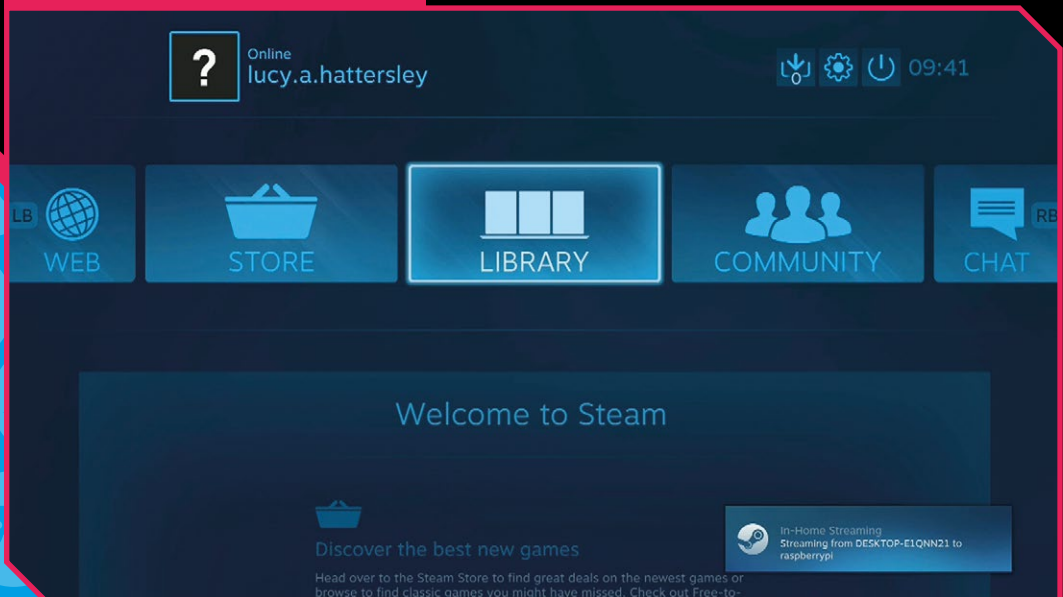 ?
Online
lucy.a.hattersley
0
09:41
LB
WEB
STORE
LIBRARY
COMMUNITY
CHAT
RB
Welcome to Steam
Discover the best new games
Head over to the Steam Store to find great deals on the newest games or
browse to find classic games you might have missed. Check out Free-to-
In-Home Streaming
Streaming from DESKTOP-E1QNN21 to
raspberrypi